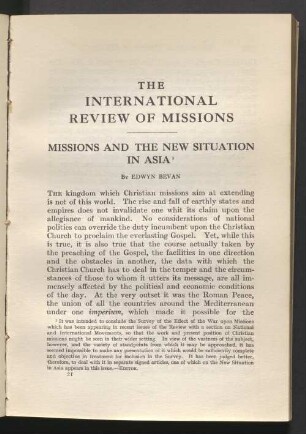 THE
INTERNATIONAL
REVIEW OF MISSIONS
MISSIONS AND THE NEW SITUATION
IN ASIA¹
By EDWYN BEVAN
THE kingdom which Christian missions aim at extending
is not of this world. The rise and fall of earthly states and
empires does not invalidate one whit its claim upon the
allegiance of mankind. No considerations of national
politics can override the duty incumbent upon the Christian
Church to proclaim the everlasting Gospel. Yet, while this
is true, it is also true that the course actually taken by
the preaching of the Gospel, the facilities in one direction
and the obstacles in another, the data with which the
Christian Church has to deal in the temper and the circum-
stances of those to whom it utters its message, are all im-
mensely affected by the political and economic conditions
of the day. At the very outset it was the Roman Peace,
the union of all countries around the Mediterranean
under one imperium, which made it possible for the
¹ It was intended to conclude the Survey of the Effect of the War upon Missions
which has been appearing in recent issues of the Review with a section on National
and International Movements, so that the work and present position of Christian
missions might be seen in their wider setting. In view of the vastness of the subject,
however, and the variety of standpoints from which it may be approached, it has
seemed impossible to make any presentation of it which could be sufficiently complete
and objective in treatment for inclusion in the Survey. It has been judged better,
therefore, to deal with it in separate signed articles, one of which on the New Situation
in Asia appears in this issue.—EDITOR.
21